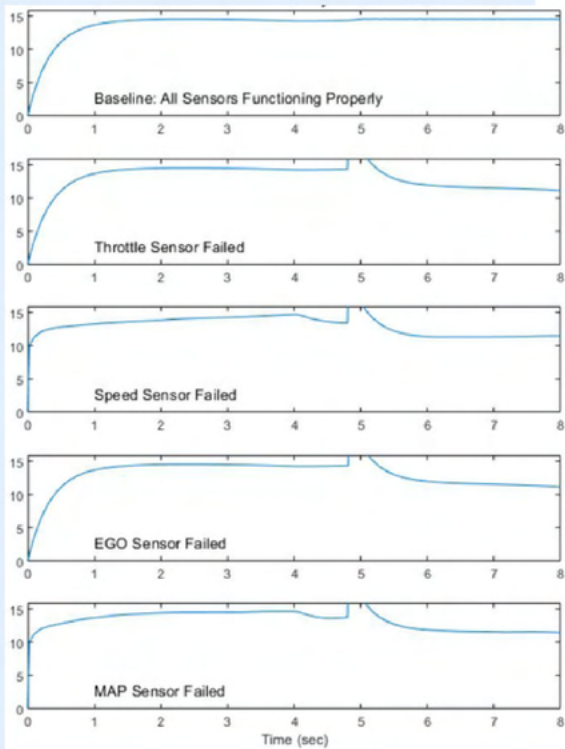 15
10
5
0
Baseline: All Sensors Functioning Properly
0 1 2 3 4 5 6 7 8
15
10
5
0
Throttle Sensor Failed
0 1 2 3 4 5 6 7 8
15
10
5
0
Speed Sensor Failed
0 1 2 3 4 5 6 7 8
15
10
5
0
EGO Sensor Failed
0 1 2 3 4 5 6 7 8
15
10
5
0
MAP Sensor Failed
0 1 2 3 4 5 6 7 8
Time (sec)